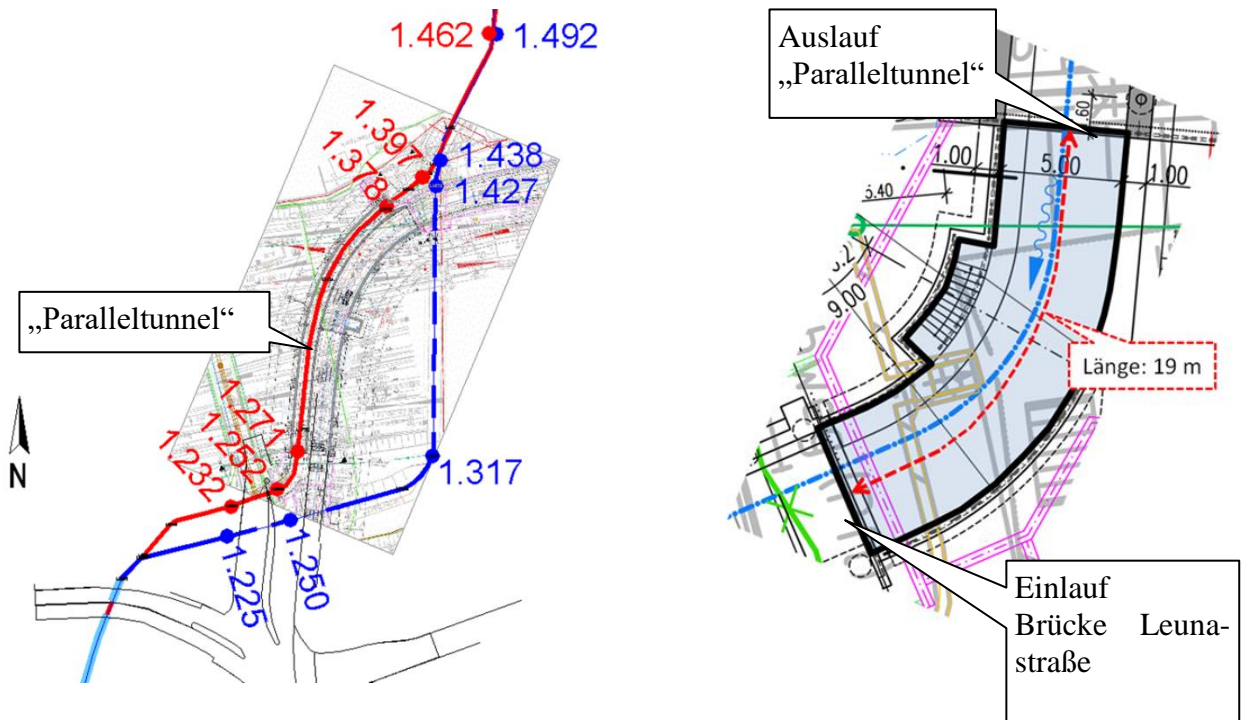 1.462
1.492
1.397
1.378
1.438
1.427
„Paralleltunnel“
1.271
1.252
1.232
1.317
1.225
1.250
N
Auslauf
„Paralleltunnel“
60
1.00
5.00
1.00
9.00
Länge: 19 m
Einlauf
Brücke Leuna-
straße